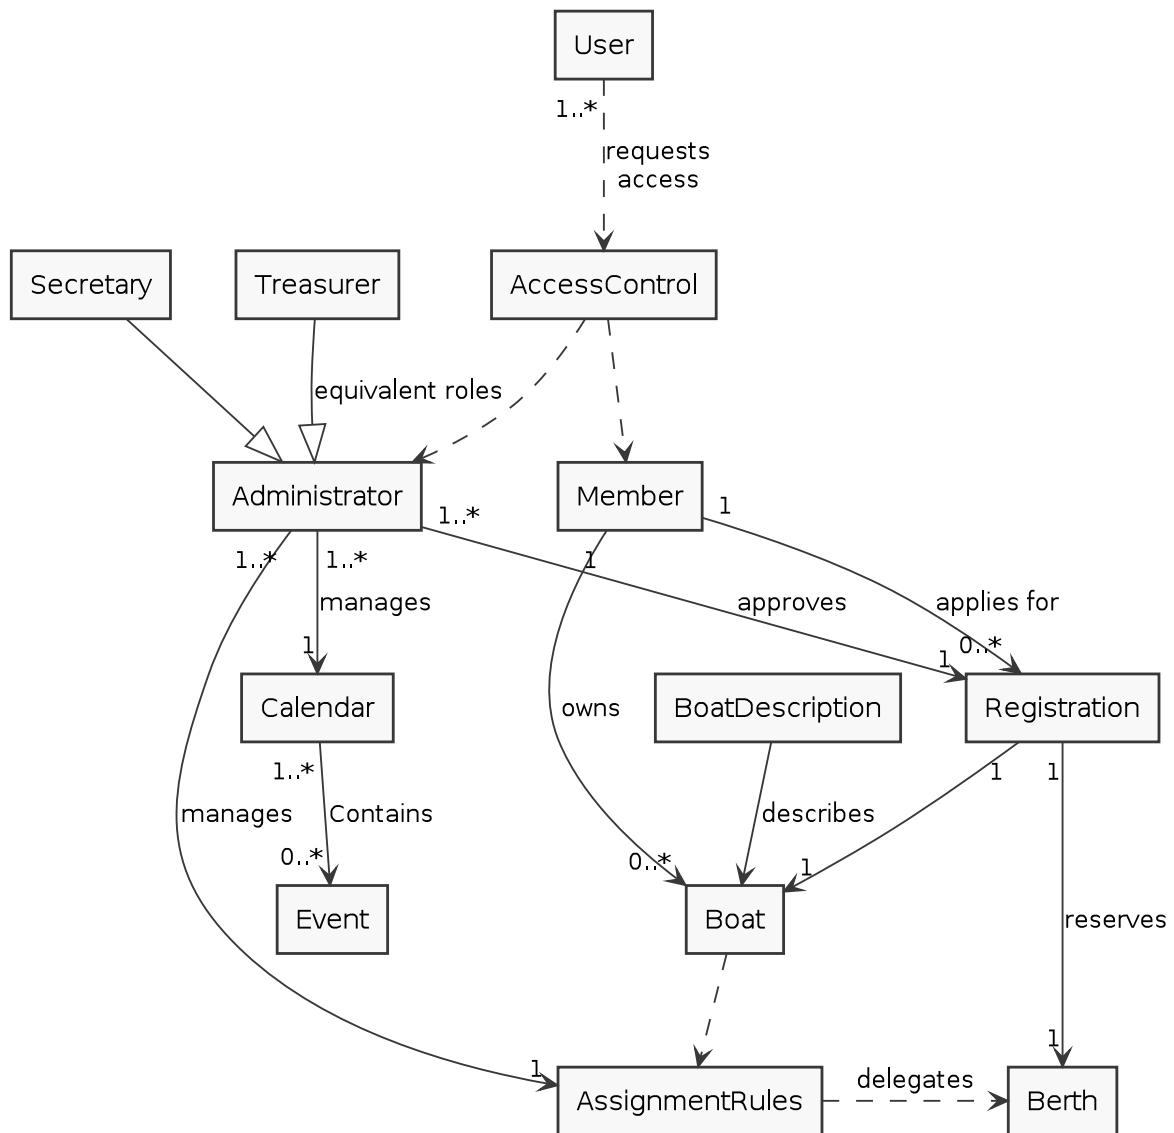 User
1..*
requests
access
Secretary
Treasurer
AccessControl
equivalent roles
Administrator
Member
1..*
1
1..*
1..*
1
manages
approves
applies for
1
0..*
1
Calendar
owns
BoatDescription
Registration
1..*
1
1
manages
Contains
describes
0..*
0..*
1
Event
Boat
reserves
1
1
delegates
AssignmentRules
Berth